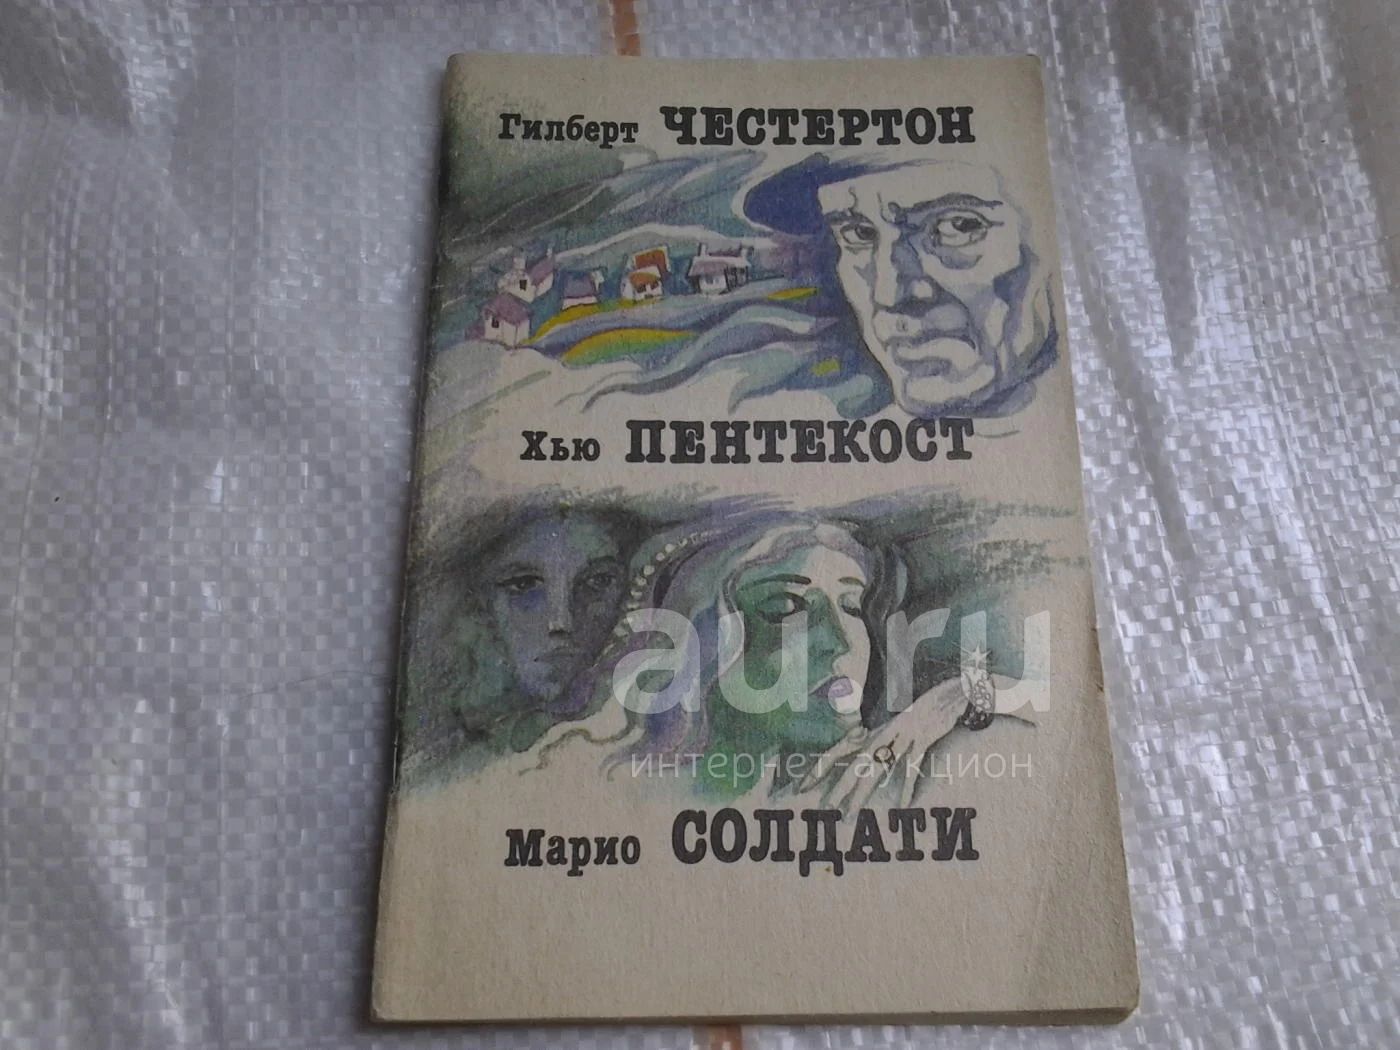 Гилберт ЧЕСТЕРТОН
Хью ПЕНТЕКОСТ
au.ru
интернет-аукцион
Марио СОЛДАТИ